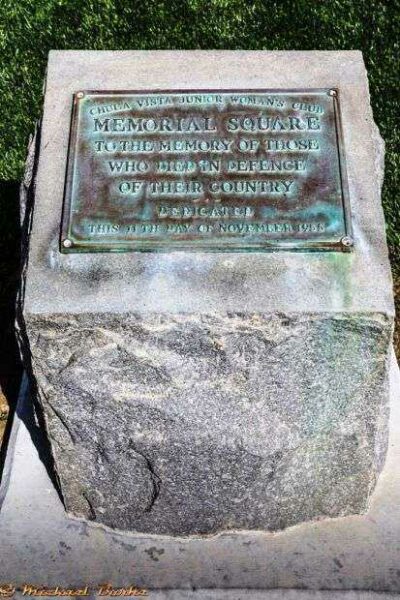 CHULA VISTA JUNIOR WOMAN'S CLUB
MEMORIAL SQUARE
TO THE MEMORY OF THOSE
WHO DIED IN DEFENCE
OF THEIR COUNTRY
DEDICATED
THIS 11TH DAY OF NOVEMBER
© Michael Burke